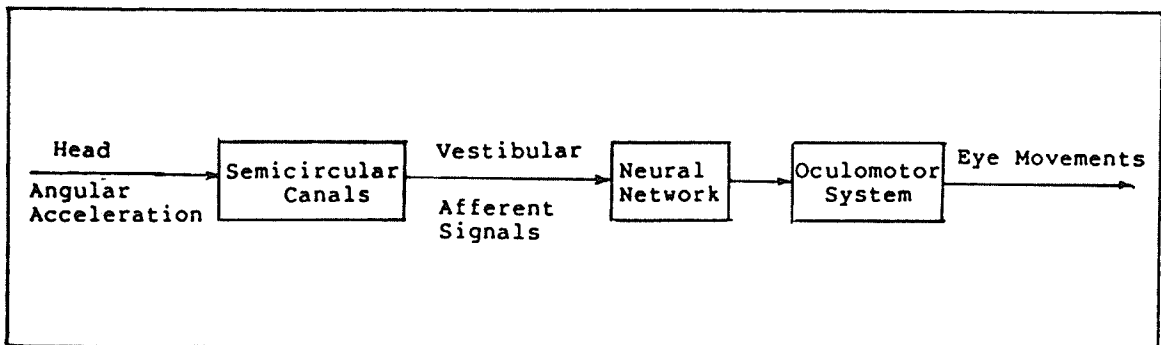 Head
Angular
Acceleration
Semicircular
Canals
Vestibular
Afferent
Signals
Neural
Network
Oculomotor
System
Eye Movements